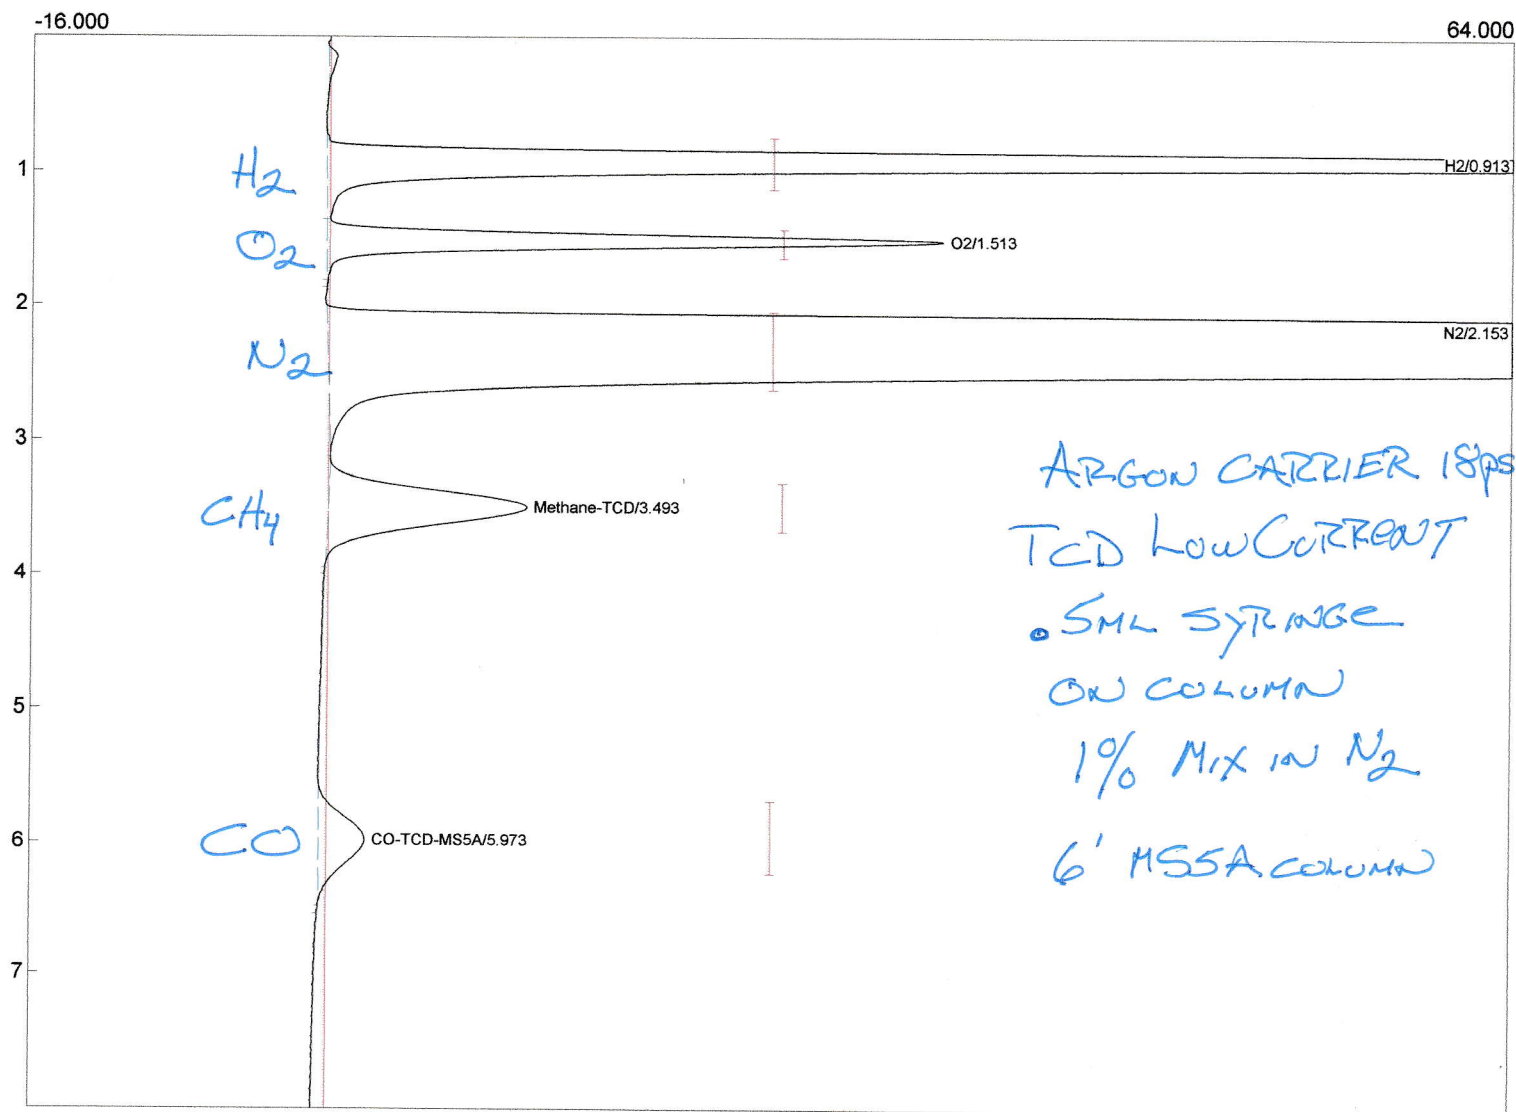 -16.000 64.000
1
H2
H2/0.913
O2
O2/1.513
2
N2/2.153
N2
3
ARGON CARRIER 18ps
CH4
Methane-TCD/3.493
TCD LOW CURRENT
4
.5ML SYRINGE
ON COLUMN
5
1% MIX IN N2
CO
6
CO-TCD-MS5A/5.973
6' MS5A COLUMN
7